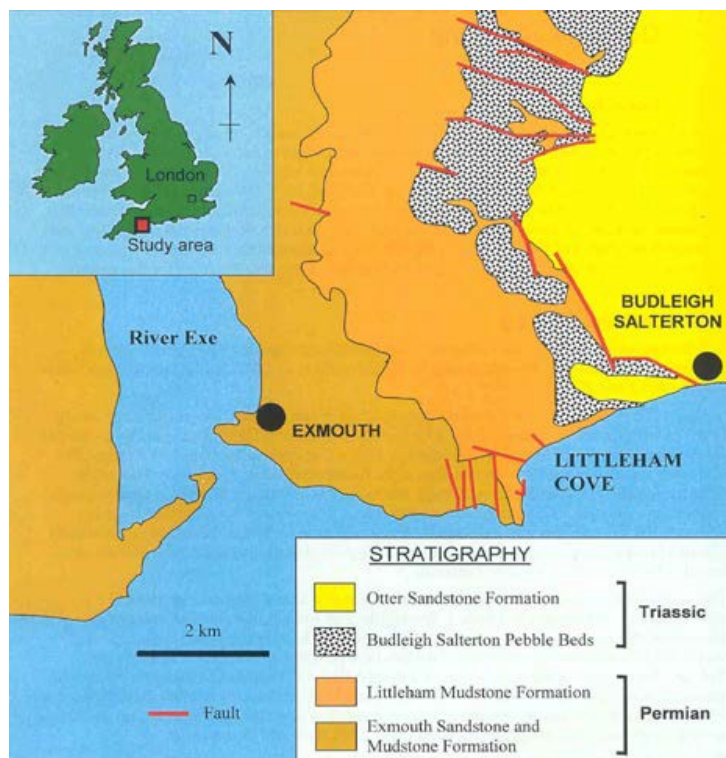 N
London
Study area
River Exe
BUDLEIGH
SALTERTON
EXMOUTH
LITTLEHAM
COVE
STRATIGRAPHY
Otter Sandstone Formation
Triassic
Budleigh Salterton Pebble Beds
2 km
Littleham Mudstone Formation
Permian
Fault
Exmouth Sandstone and
Mudstone Formation